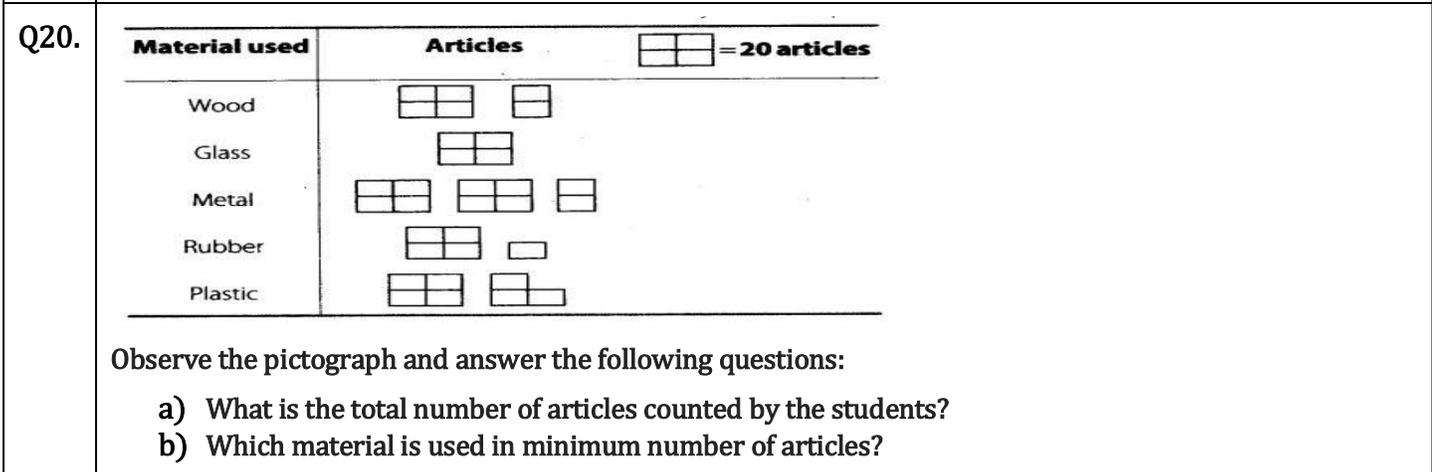 Q20.
Material used Articles =20 articles
Wood
Glass
Metal
Rubber
Plastic
Observe the pictograph and answer the following questions:
a) What is the total number of articles counted by the students?
b) Which material is used in minimum number of articles?